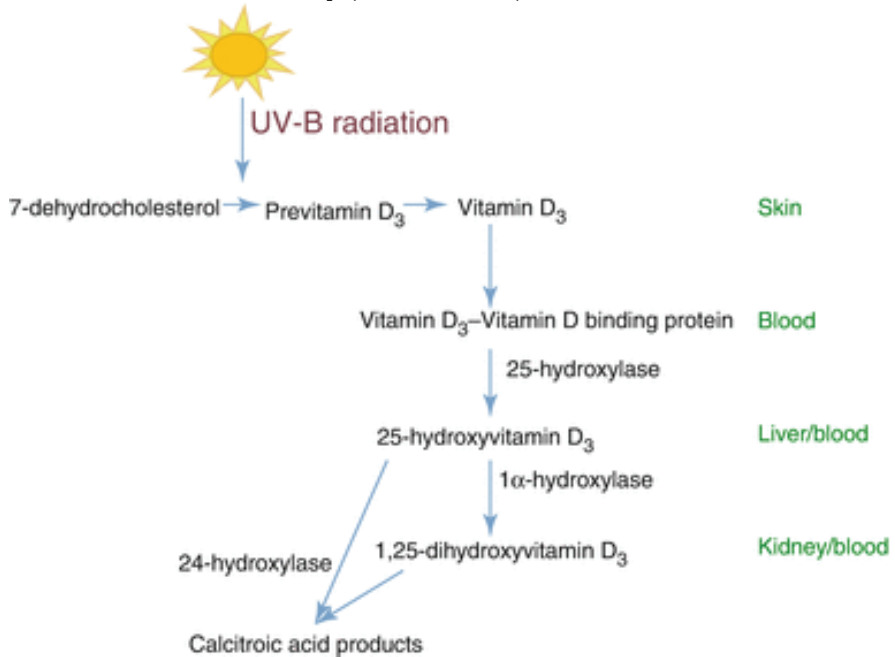 UV-B radiation
7-dehydrocholesterol Previtamin D3 Vitamin D3 Skin
Vitamin D3–Vitamin D binding protein Blood
25-hydroxylase
25-hydroxyvitamin D3 Liver/blood
1α-hydroxylase
24-hydroxylase 1,25-dihydroxyvitamin D3 Kidney/blood
Calcitroic acid products